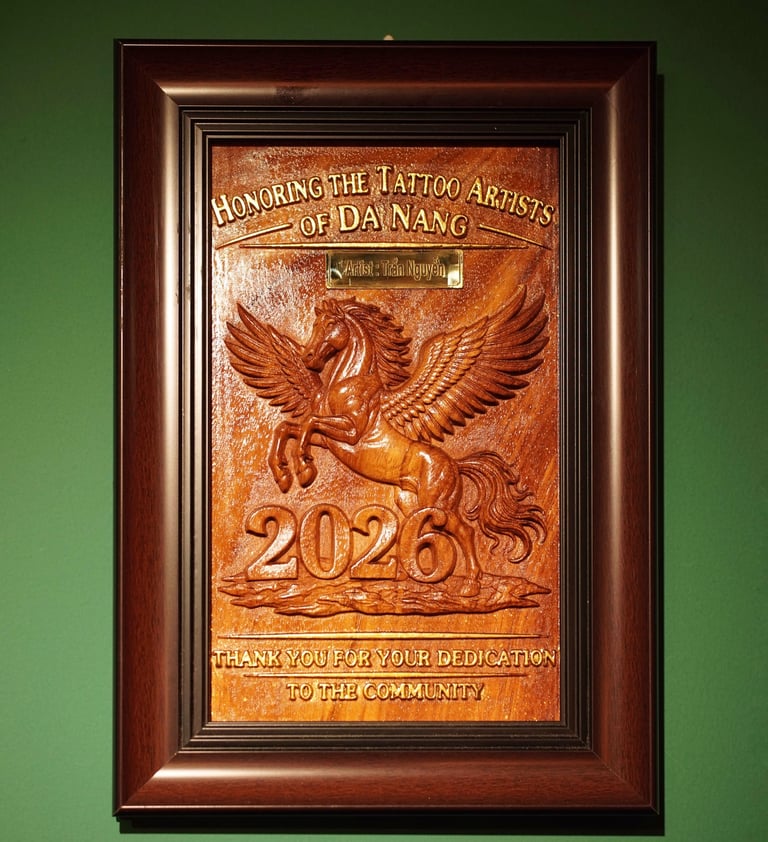 HONORING THE TATTOO ARTISTS
OF DA NANG
Artist : Trần Nguyễn
2026
THANK YOU FOR YOUR DEDICATION
TO THE COMMUNITY